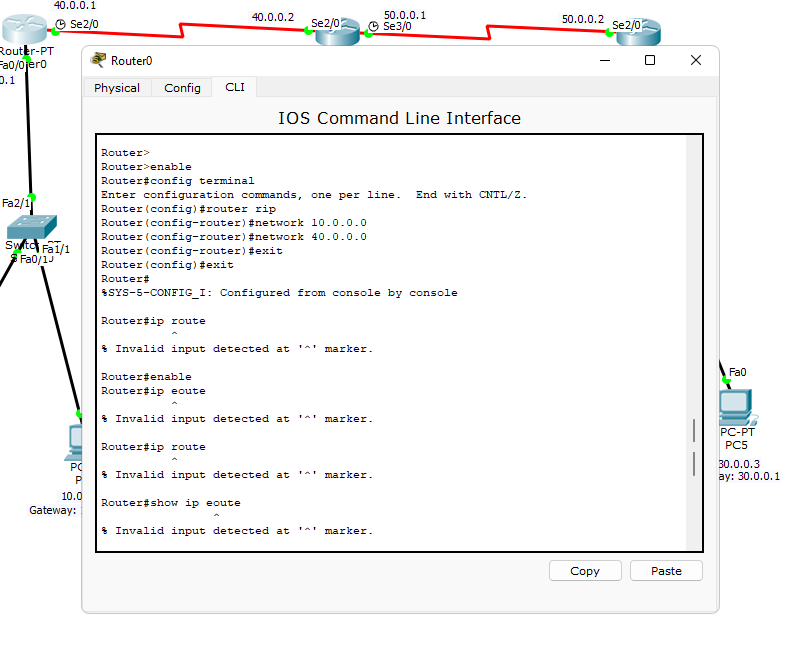 40.0.0.1
Se2/0
40.0.0.2
Se2/0
50.0.0.1
Se3/0
50.0.0.2
Se2/0
Router-PT
Fa0/0
er0
0.1
Router0
Physical
Config
CLI
IOS Command Line Interface
Router>
Router>enable
Router#config terminal
Enter configuration commands, one per line.  End with CNTL/Z.
Router(config)#router rip
Router(config-router)#network 10.0.0.0
Router(config-router)#network 40.0.0.0
Router(config-router)#exit
Router(config)#exit
Router#
%SYS-5-CONFIG_I: Configured from console by console
Router#ip route
^
% Invalid input detected at '^' marker.
Router#enable
Router#ip eoute
^
% Invalid input detected at '^' marker.
Router#ip route
^
% Invalid input detected at '^' marker.
Router#show ip eoute
^
% Invalid input detected at '^' marker.
Copy
Paste
Fa2/1
Fa1/1
Fa0/1
10.0
Gateway:
Fa0
PC-PT
PC5
30.0.0.3
ay: 30.0.0.1